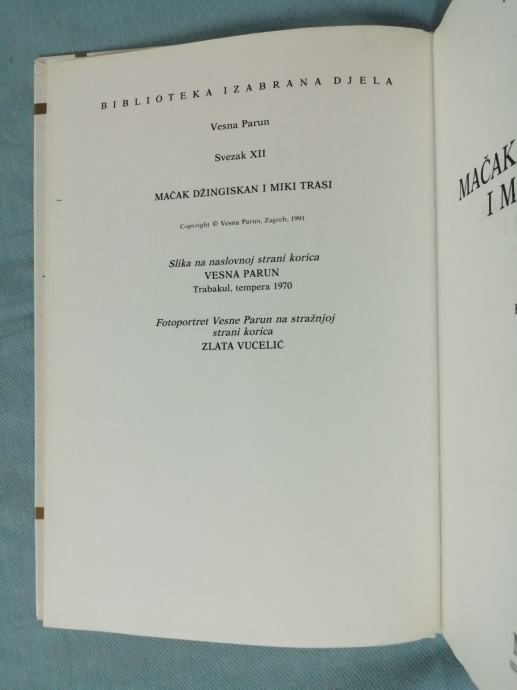 BIBLIOTEKA IZABRANA DJELA
Vesna Parun
Svezak XII
MAČAK DŽINGISKAN I MIKI TRASI
Copyright © Vesna Parun, Zagreb, 1991.
Slika na naslovnoj strani korica
VESNA PARUN
Trabakul, tempera 1970
Fotoportret Vesne Parun na stražnjoj
strani korica
ZLATA VUCELIĆ
MAČAK
I M